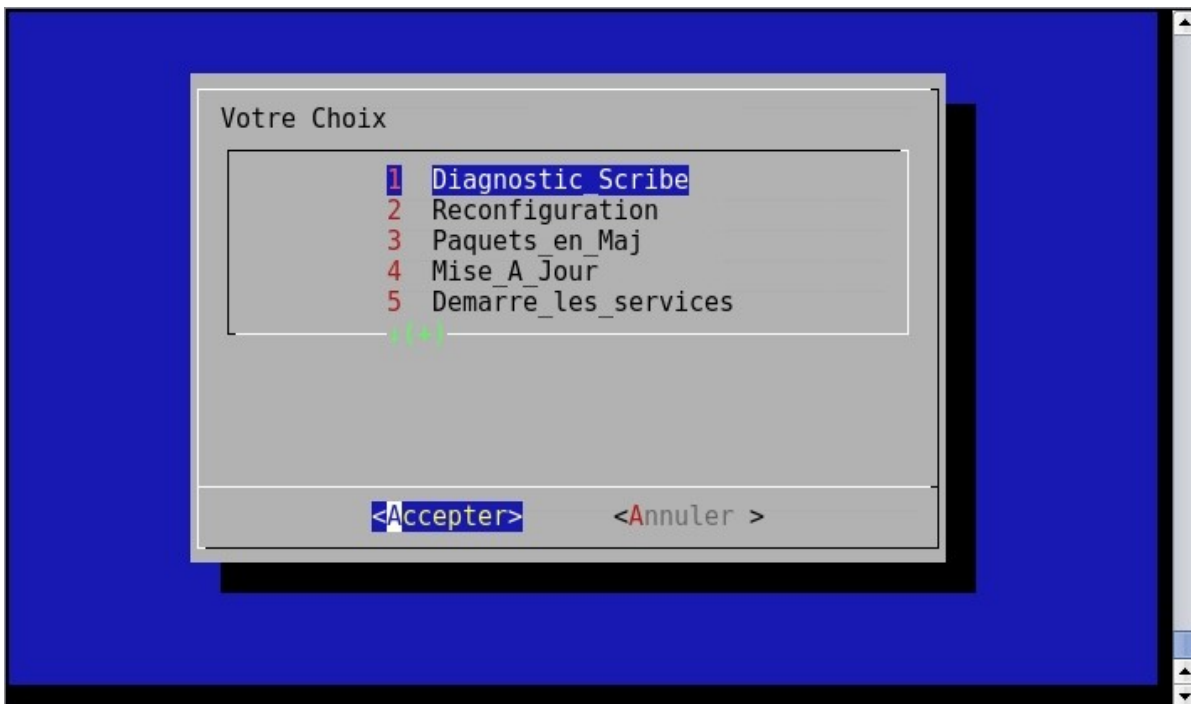 Votre Choix
1 Diagnostic_Scribe
2 Reconfiguration
3 Paquets_en_Maj
4 Mise_A_Jour
5 Demarre_les_services
↓(+)
<Accepter> <Annuler >